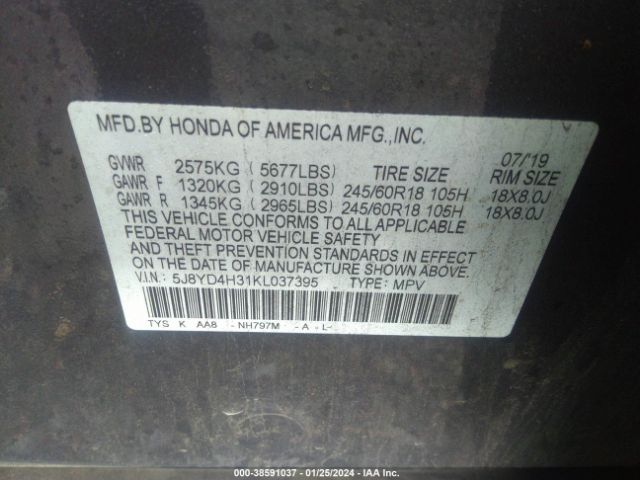 MFD.BY HONDA OF AMERICA MFG.,INC.
07/'19
GVWR 2575KG ( 5677LBS) TIRE SIZE RIM SIZE
GAWR F 1320KG ( 2910LBS) 245/60R18 105H 18X8.0J
GAWR R 1345KG ( 2965LBS) 245/60R18 105H 18X8.0J
THIS VEHICLE CONFORMS TO ALL APPLICABLE
FEDERAL MOTOR VEHICLE SAFETY
AND THEFT PREVENTION STANDARDS IN EFFECT
ON THE DATE OF MANUFACTURE SHOWN ABOVE.
V.I.N.: 5J8YD4H31KL037395 TYPE: MPV
TYS K AA8 -NH797M -A -L-
000-38591037 - 01/25/2024 - IAA Inc.